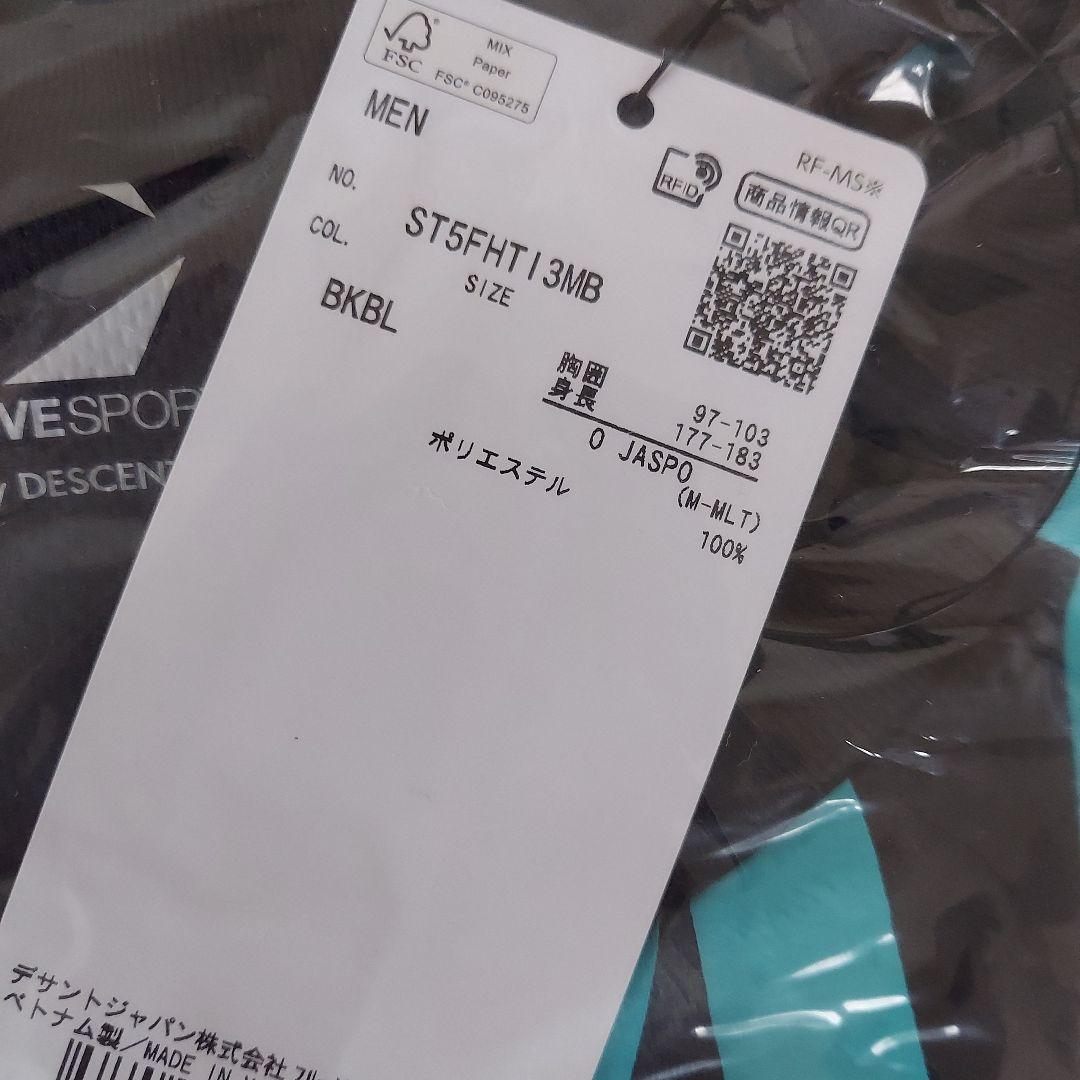 FSC®
MIX
Paper
FSC® C095275
MEN
RFID
RF-MS※
商品情報QR
NO.
ST5FHTI3MB
COL.
SIZE
BKBL
胸囲 97-103
身長 177-183
O JASPO
(M-MLT)
ポリエステル 100%
VESPOR
DESCENT
デサントジャパン株式会社
ベトナム製/MADE IN